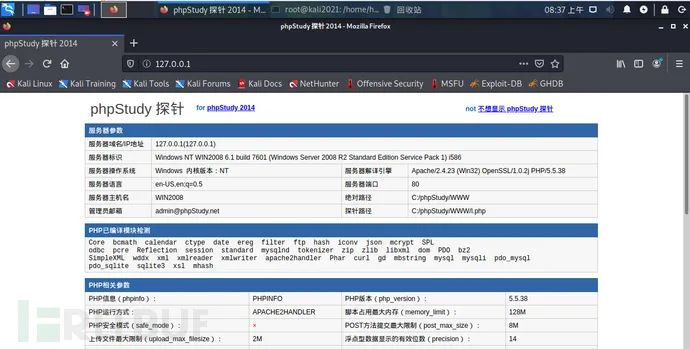 phpStudy 探针 2014 - M...
root@kali2021: /home/h...
回收站
08:37 上午
phpStudy 探针 2014 - Mozilla Firefox
phpStudy 探针 2014
127.0.0.1
Kali Linux Kali Training Kali Tools Kali Forums Kali Docs NetHunter Offensive Security MSFU Exploit-DB GHDB
phpStudy 探针 for phpStudy 2014 not 不想显示 phpStudy 探针
服务器参数
服务器域名/IP地址 127.0.0.1(127.0.0.1)
服务器标识 Windows NT WIN2008 6.1 build 7601 (Windows Server 2008 R2 Standard Edition Service Pack 1) i586
服务器操作系统 Windows 内核版本：NT 服务器解译引擎 Apache/2.4.23 (Win32) OpenSSL/1.0.2j PHP/5.5.38
服务器语言 en-US,en;q=0.5 服务器端口 80
服务器主机名 WIN2008 绝对路径 C:/phpStudy/WWW
管理员邮箱 admin@phpStudy.net 探针路径 C:/phpStudy/WWW/l.php
PHP已编译模块检测
Core bcmath calendar ctype date ereg filter ftp hash iconv json mcrypt SPL
odbc pcre Reflection session standard mysqlnd tokenizer zip zlib libxml dom PDO bz2
SimpleXML wddx xml xmlreader xmlwriter apache2handler Phar curl gd mbstring mysql mysqli pdo_mysql
pdo_sqlite sqlite3 xsl mhash
PHP相关参数
PHP信息（phpinfo）： PHPINFO PHP版本（php_version）： 5.5.38
PHP运行方式： APACHE2HANDLER 脚本占用最大内存（memory_limit）： 128M
PHP安全模式（safe_mode）： × POST方法提交最大限制（post_max_size）： 8M
上传文件最大限制（upload_max_filesize）： 2M 浮点型数据显示的有效位数（precision）： 14
FREEBUF